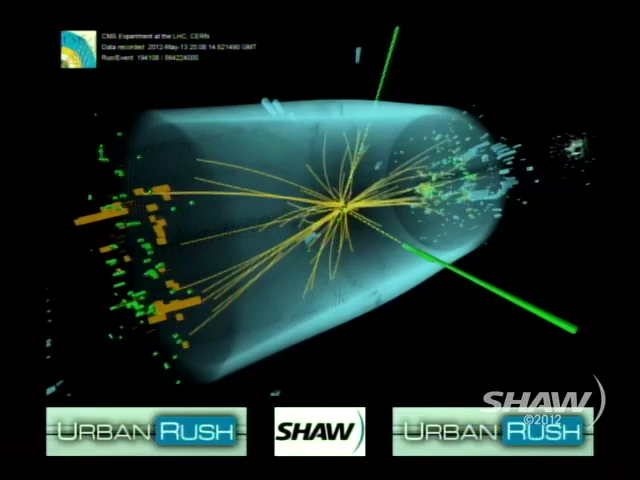 CMS Experiment at the LHC, CERN
Data recorded: 2012-May-13 20:08:14.621490 GMT
Run/Event: 194108 / 564224000
URBAN RUSH
SHAW
URBAN RUSH
SHAW
©2012